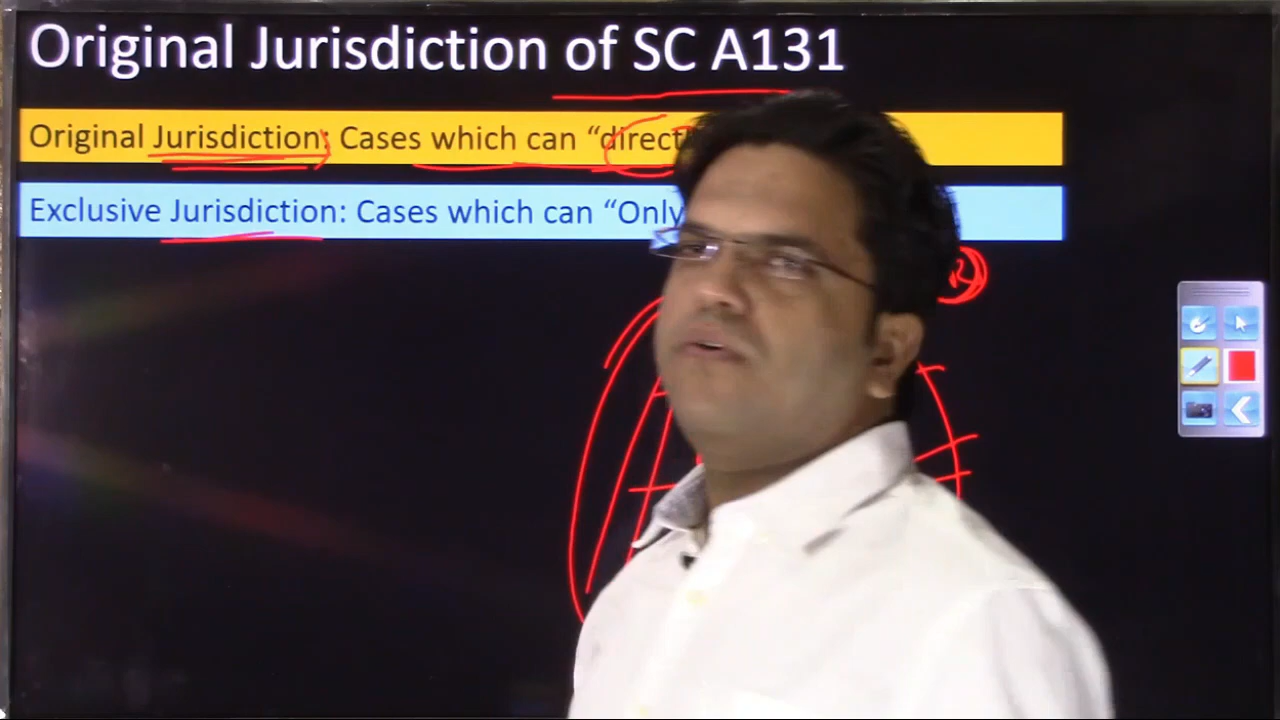 Original Jurisdiction of SC A131
Original Jurisdiction: Cases which can “direct
Exclusive Jurisdiction: Cases which can “Only